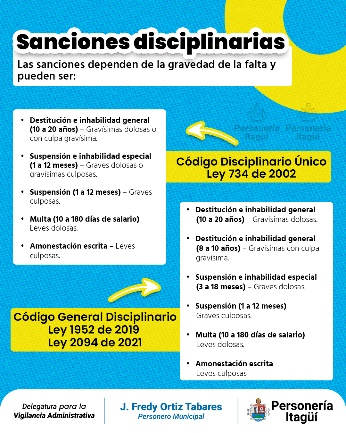 Sanciones disciplinarias
Las sanciones dependen de la gravedad de la falta y
pueden ser:
Personería
Itagüí
Personería
Itagüí
• Destitución e inhabilidad general
(10 a 20 años) – Gravísimas dolosas o
con culpa gravísima.
• Suspensión e inhabilidad especial
(1 a 12 meses) – Graves dolosas o
gravísimas culposas.
• Suspensión (1 a 12 meses) – Graves
culposas.
• Multa (10 a 180 días de salario)
Leves dolosas.
• Amonestación escrita – Leves
culposas.
Código Disciplinario Único
Ley 734 de 2002
• Destitución e inhabilidad general
(10 a 20 años) – Gravísimas dolosas.
• Destitución e inhabilidad general
(8 a 10 años) – Gravísimas con culpa
gravísima.
• Suspensión e inhabilidad especial
(3 a 18 meses) – Graves dolosas.
• Suspensión (1 a 12 meses)
Graves culposas.
• Multa (10 a 180 días de salario)
Leves dolosas.
• Amonestación escrita
Leves culposas
Código General Disciplinario
Ley 1952 de 2019
Ley 2094 de 2021
Delegatura para la
Vigilancia Administrativa
J. Fredy Ortiz Tabares
Personero Municipal
Personería
Itagüí